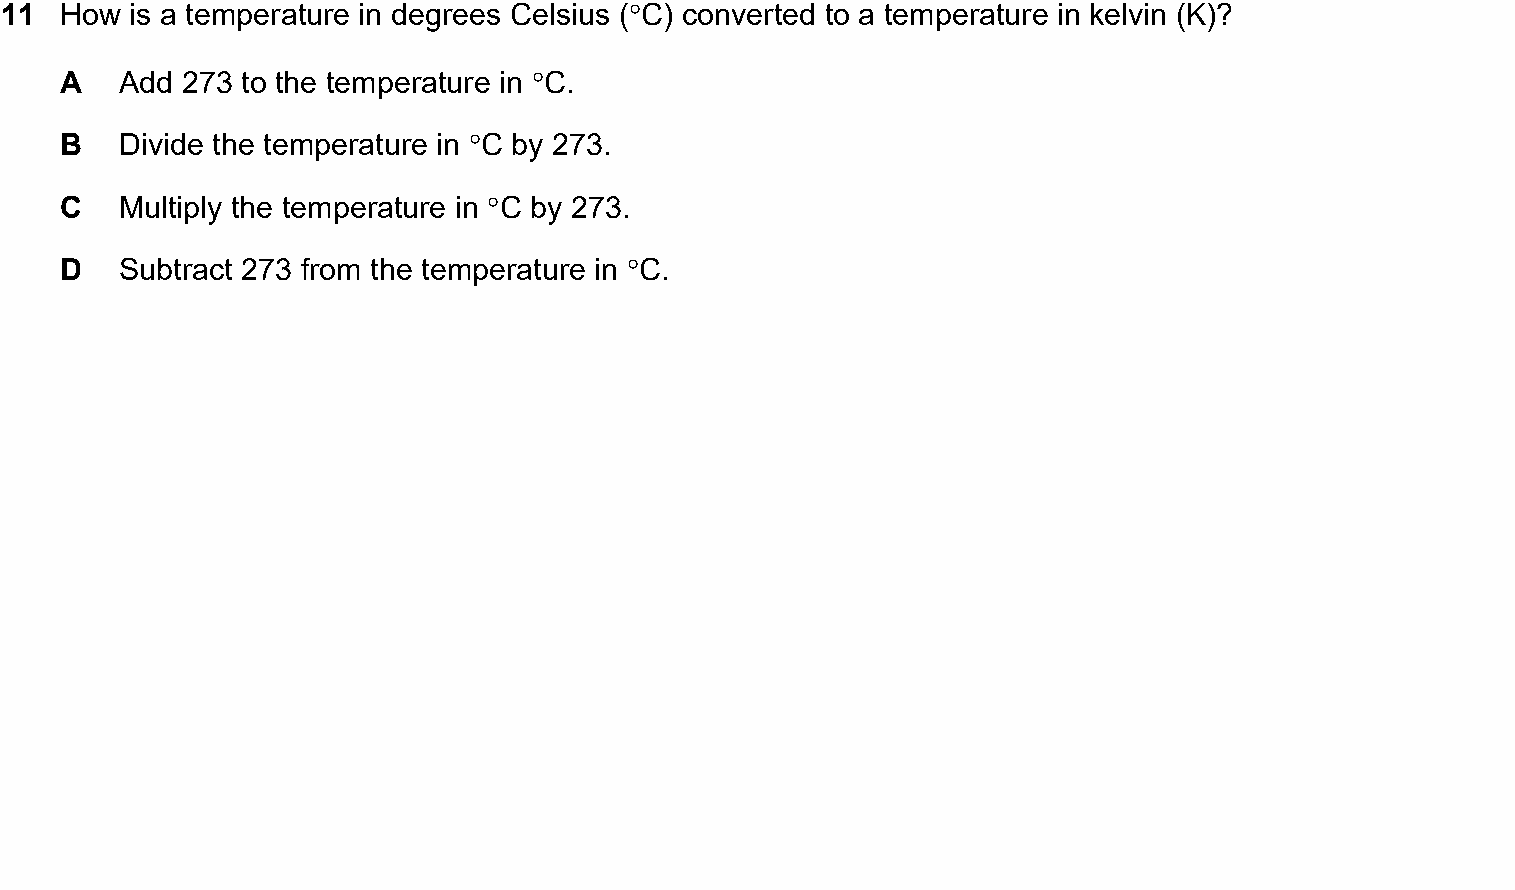 11 How is a temperature in degrees Celsius (°C) converted to a temperature in kelvin (K)?
A Add 273 to the temperature in °C.
B Divide the temperature in °C by 273.
C Multiply the temperature in °C by 273.
D Subtract 273 from the temperature in °C.